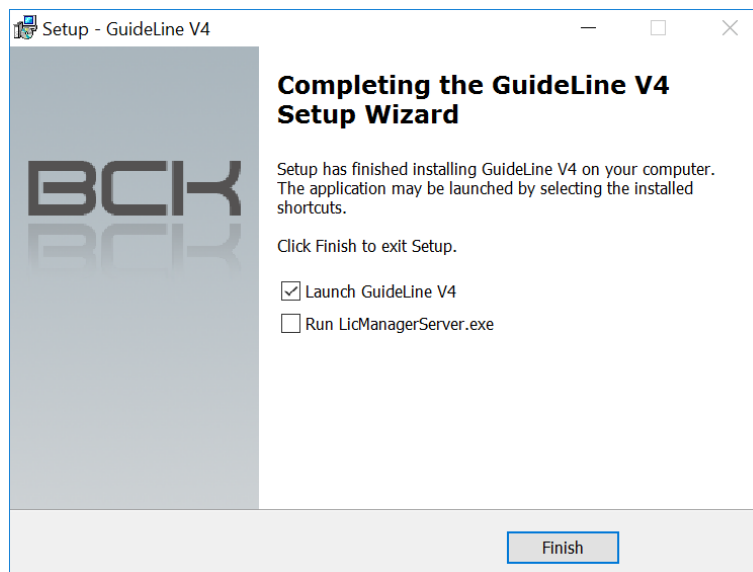 Setup - GuideLine V4
Completing the GuideLine V4
Setup Wizard
BCK
Setup has finished installing GuideLine V4 on your computer.
The application may be launched by selecting the installed
shortcuts.
Click Finish to exit Setup.
Launch GuideLine V4
Run LicManagerServer.exe
Finish